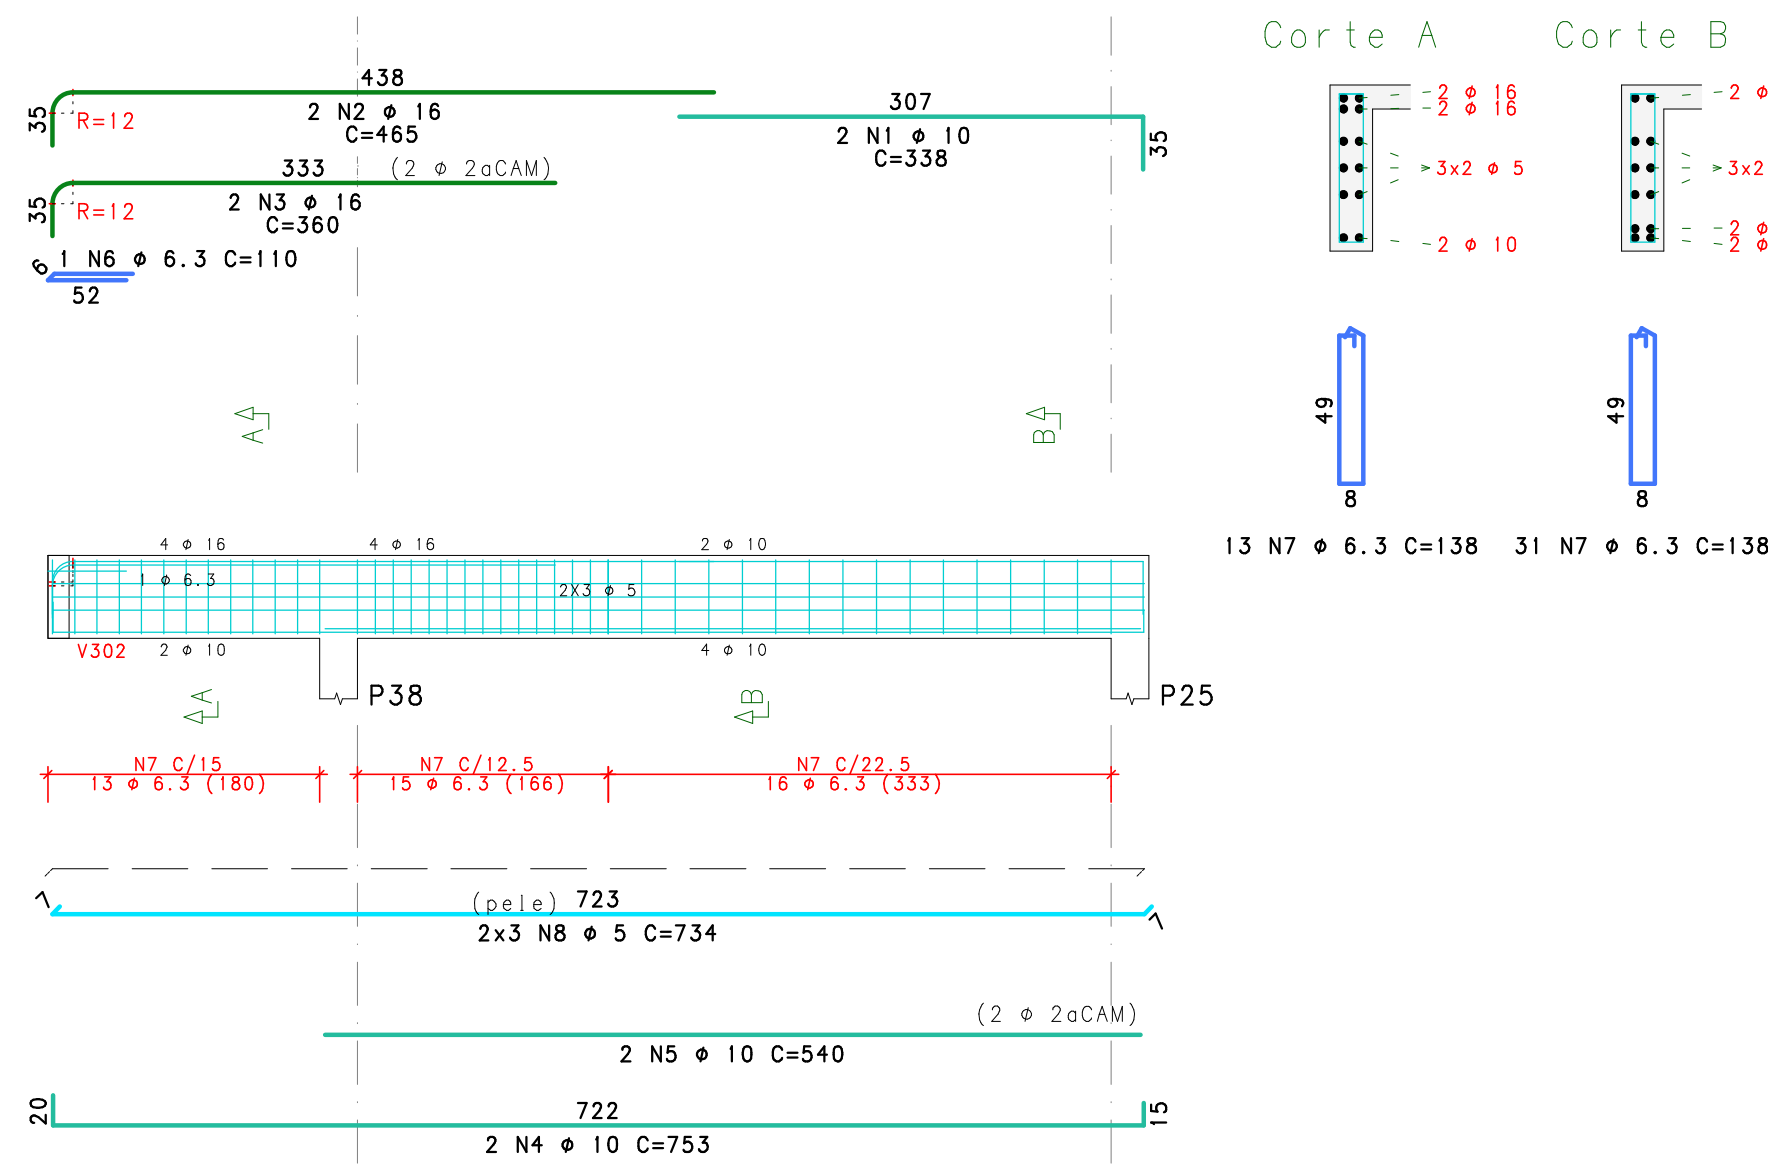 Corte A
Corte B
438
2 N2 ϕ 16
C=465
35
R=12
307
2 N1 ϕ 10
C=338
35
333
(2 ϕ 2aCAM)
2 N3 ϕ 16
C=360
35
R=12
1 N6 ϕ 6.3 C=110
6
52
2 ϕ 16
2 ϕ 16
3x2 ϕ 5
2 ϕ 10
2 ϕ
3x2
2 ϕ
2 ϕ
A
B
49
8
13 N7 ϕ 6.3 C=138
49
8
31 N7 ϕ 6.3 C=138
4 ϕ 16
4 ϕ 16
2 ϕ 10
1 ϕ 6.3
2X3 ϕ 5
V302
2 ϕ 10
4 ϕ 10
A
P38
B
P25
N7 C/15
13 ϕ 6.3 (180)
N7 C/12.5
15 ϕ 6.3 (166)
N7 C/22.5
16 ϕ 6.3 (333)
7
(pele) 723
2x3 N8 ϕ 5 C=734
7
(2 ϕ 2aCAM)
2 N5 ϕ 10 C=540
20
722
2 N4 ϕ 10 C=753
15